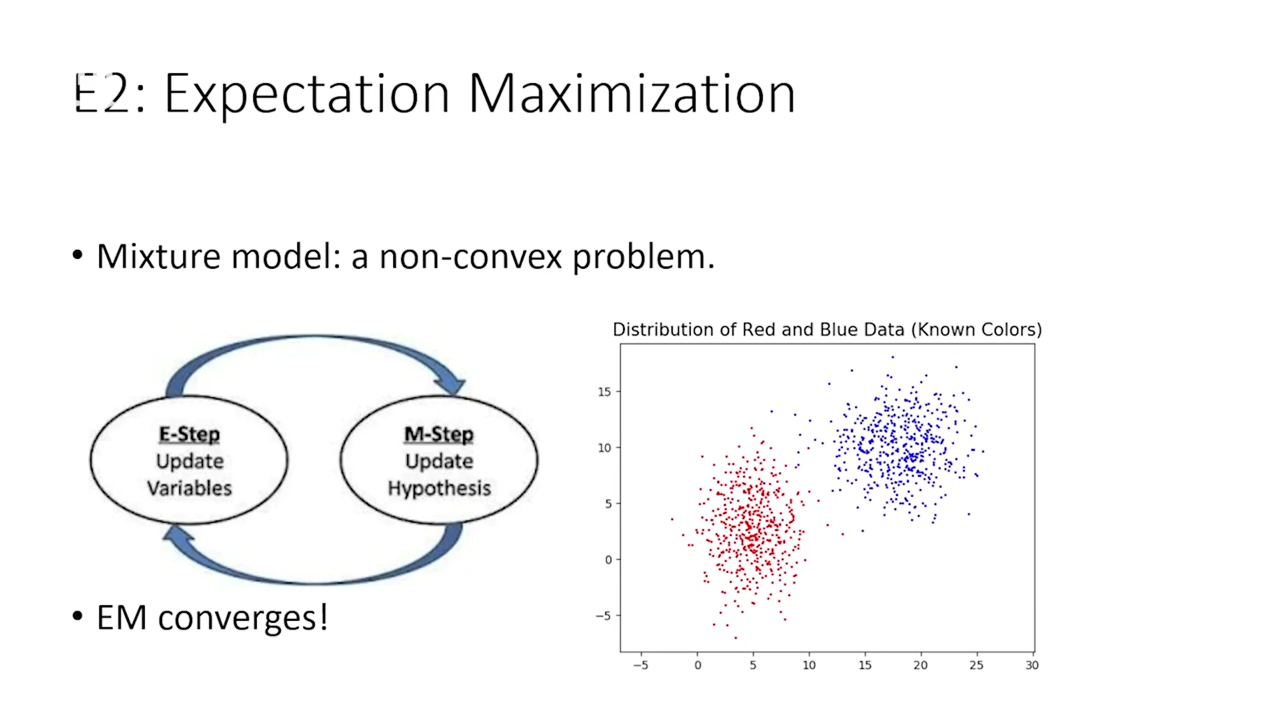 E2: Expectation Maximization
• Mixture model: a non-convex problem.
E-Step
Update
Variables
M-Step
Update
Hypothesis
• EM converges!
Distribution of Red and Blue Data (Known Colors)
15
10
5
0
−5
−5 0 5 10 15 20 25 30